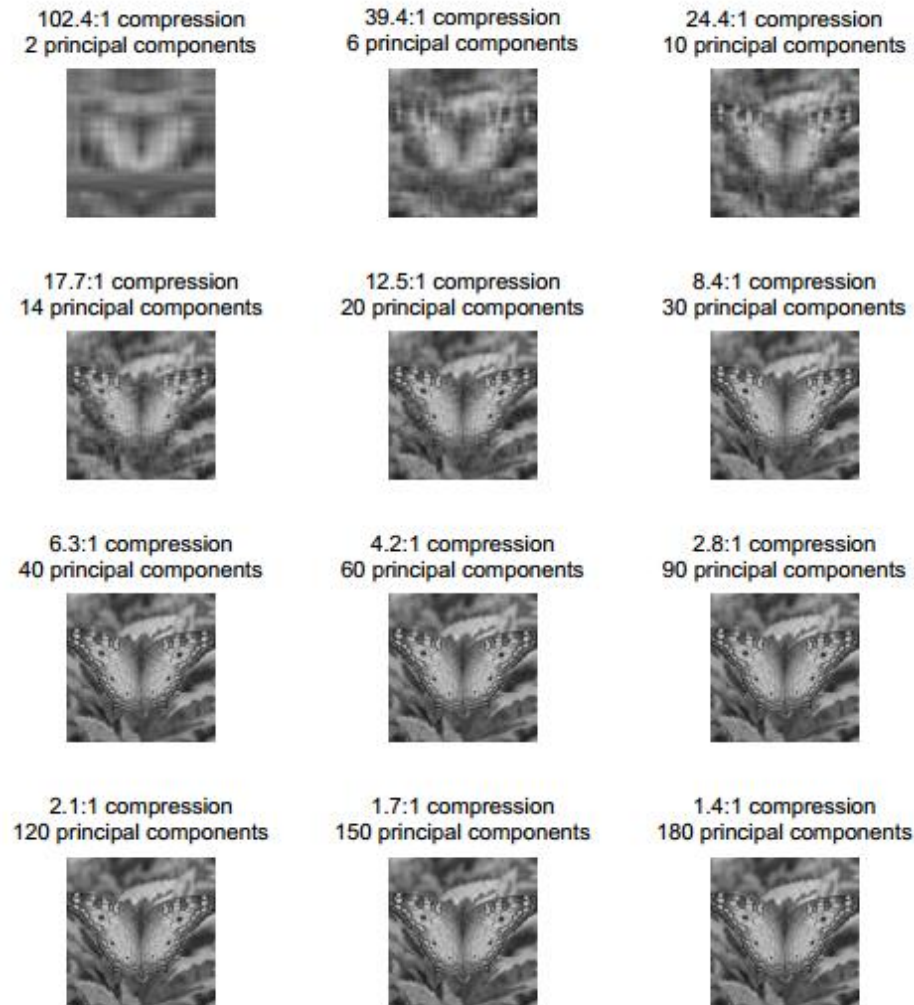 102.4:1 compression
2 principal components
39.4:1 compression
6 principal components
24.4:1 compression
10 principal components
17.7:1 compression
14 principal components
12.5:1 compression
20 principal components
8.4:1 compression
30 principal components
6.3:1 compression
40 principal components
4.2:1 compression
60 principal components
2.8:1 compression
90 principal components
2.1:1 compression
120 principal components
1.7:1 compression
150 principal components
1.4:1 compression
180 principal components